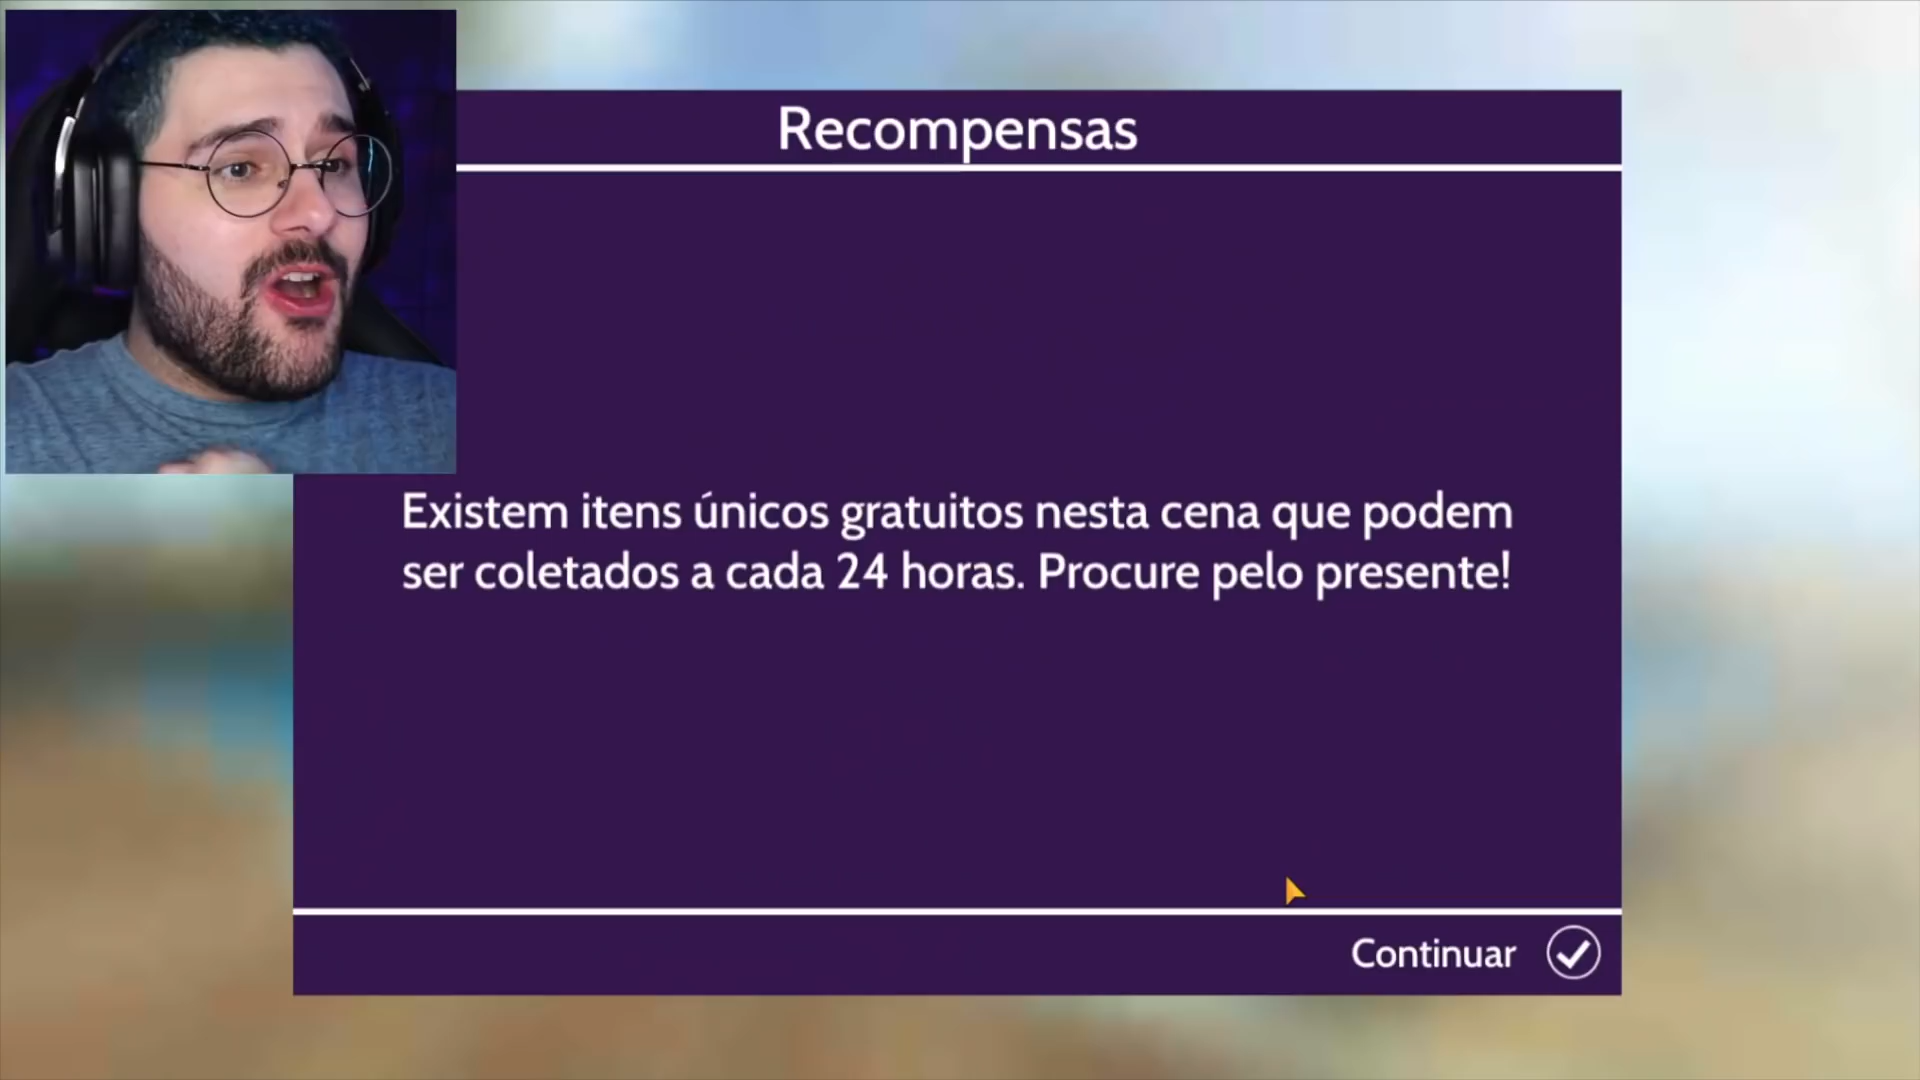 Recompensas
Existem itens únicos gratuitos nesta cena que podem
ser coletados a cada 24 horas. Procure pelo presente!
Continuar